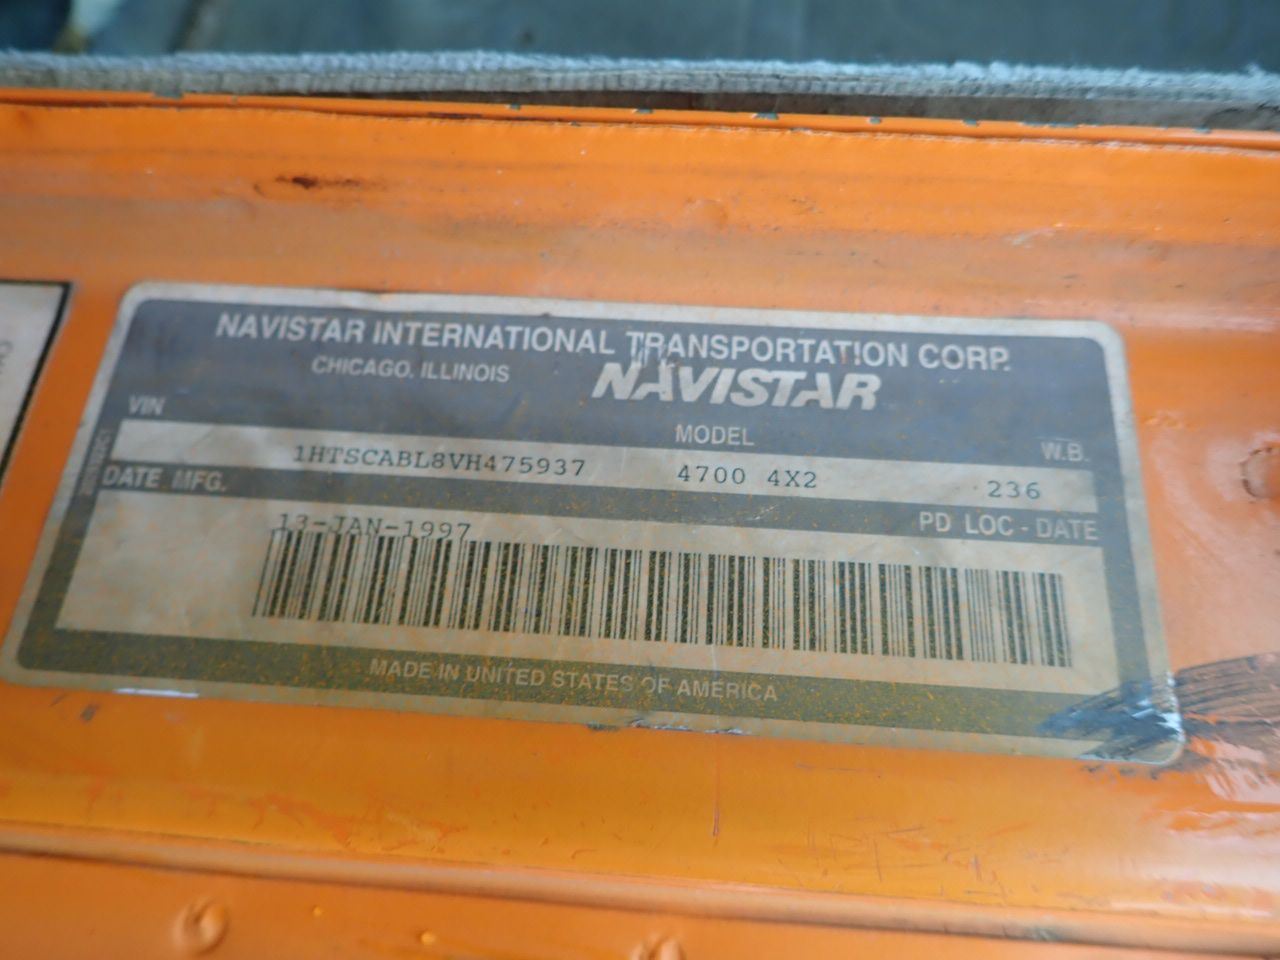 NAVISTAR INTERNATIONAL TRANSPORTATION CORP.
CHICAGO, ILLINOIS NAVISTAR
VIN MODEL W.B.
1HTSCABL8VH475937 4700 4X2 236
DATE MFG. PD LOC - DATE
13-JAN-1997
MADE IN UNITED STATES OF AMERICA